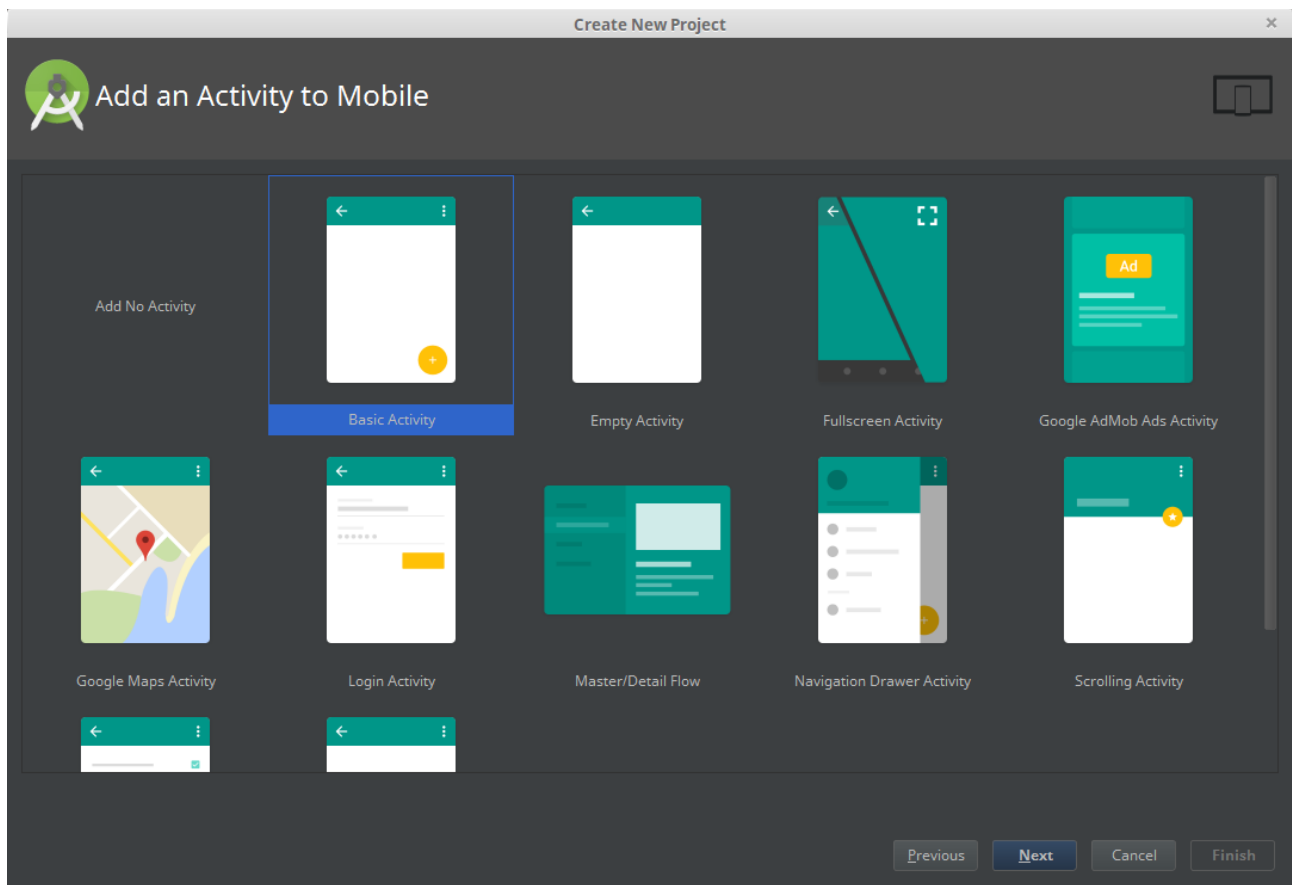 Create New Project
Add an Activity to Mobile
Add No Activity
Basic Activity
Empty Activity
Fullscreen Activity
Ad
Google AdMob Ads Activity
Google Maps Activity
Login Activity
Master/Detail Flow
Navigation Drawer Activity
Scrolling Activity
Previous
Next
Cancel
Finish